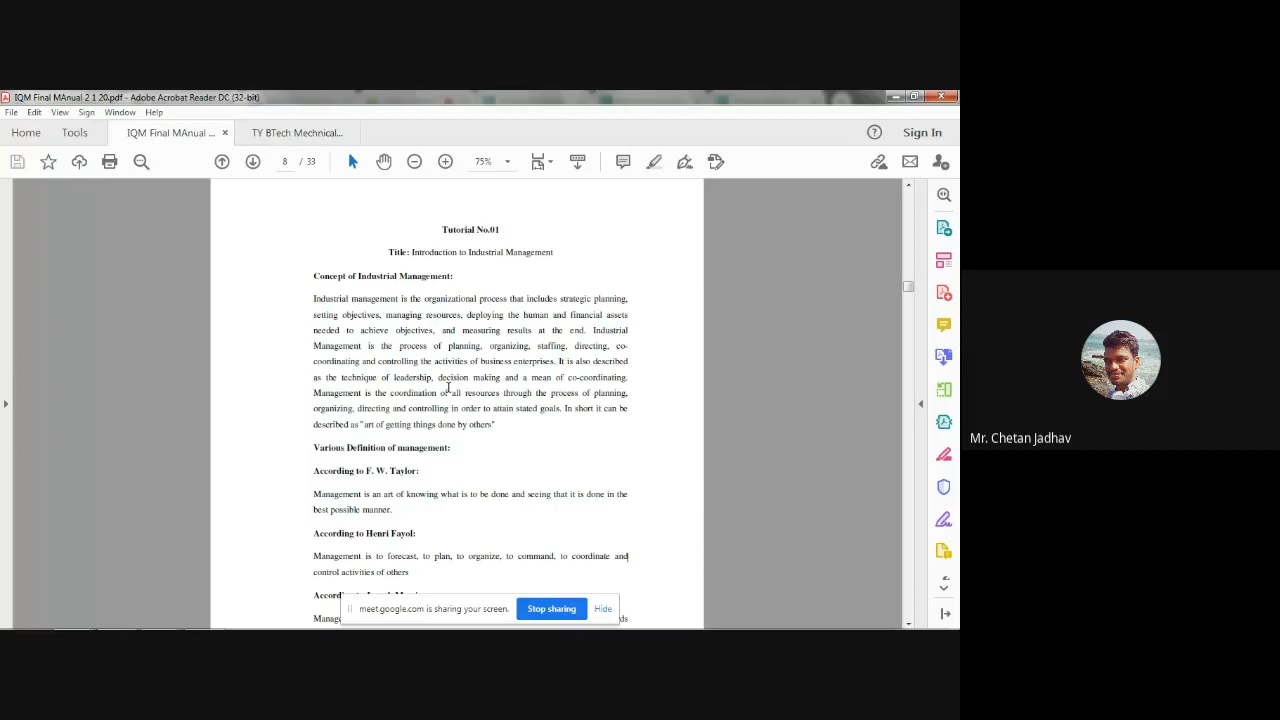 IQM Final MAnual 2 1 20.pdf - Adobe Acrobat Reader DC (32-bit)
File Edit View Sign Window Help
Home Tools IQM Final MAnual ... × TY BTech Mechnical... Sign In
8 / 33 75%
Tutorial No.01
Title: Introduction to Industrial Management
Concept of Industrial Management:
Industrial management is the organizational process that includes strategic planning,
setting objectives, managing resources, deploying the human and financial assets
needed to achieve objectives, and measuring results at the end. Industrial
Management is the process of planning, organizing, staffing, directing, co-
coordinating and controlling the activities of business enterprises. It is also described
as the technique of leadership, decision making and a mean of co-coordinating.
Management is the coordination of all resources through the process of planning,
organizing, directing and controlling in order to attain stated goals. In short it can be
described as "art of getting things done by others"
Various Definition of management:
According to F. W. Taylor:
Management is an art of knowing what is to be done and seeing that it is done in the
best possible manner.
According to Henri Fayol:
Management is to forecast, to plan, to organize, to command, to coordinate and
control activities of others
meet.google.com is sharing your screen. Stop sharing Hide
Mr. Chetan Jadhav